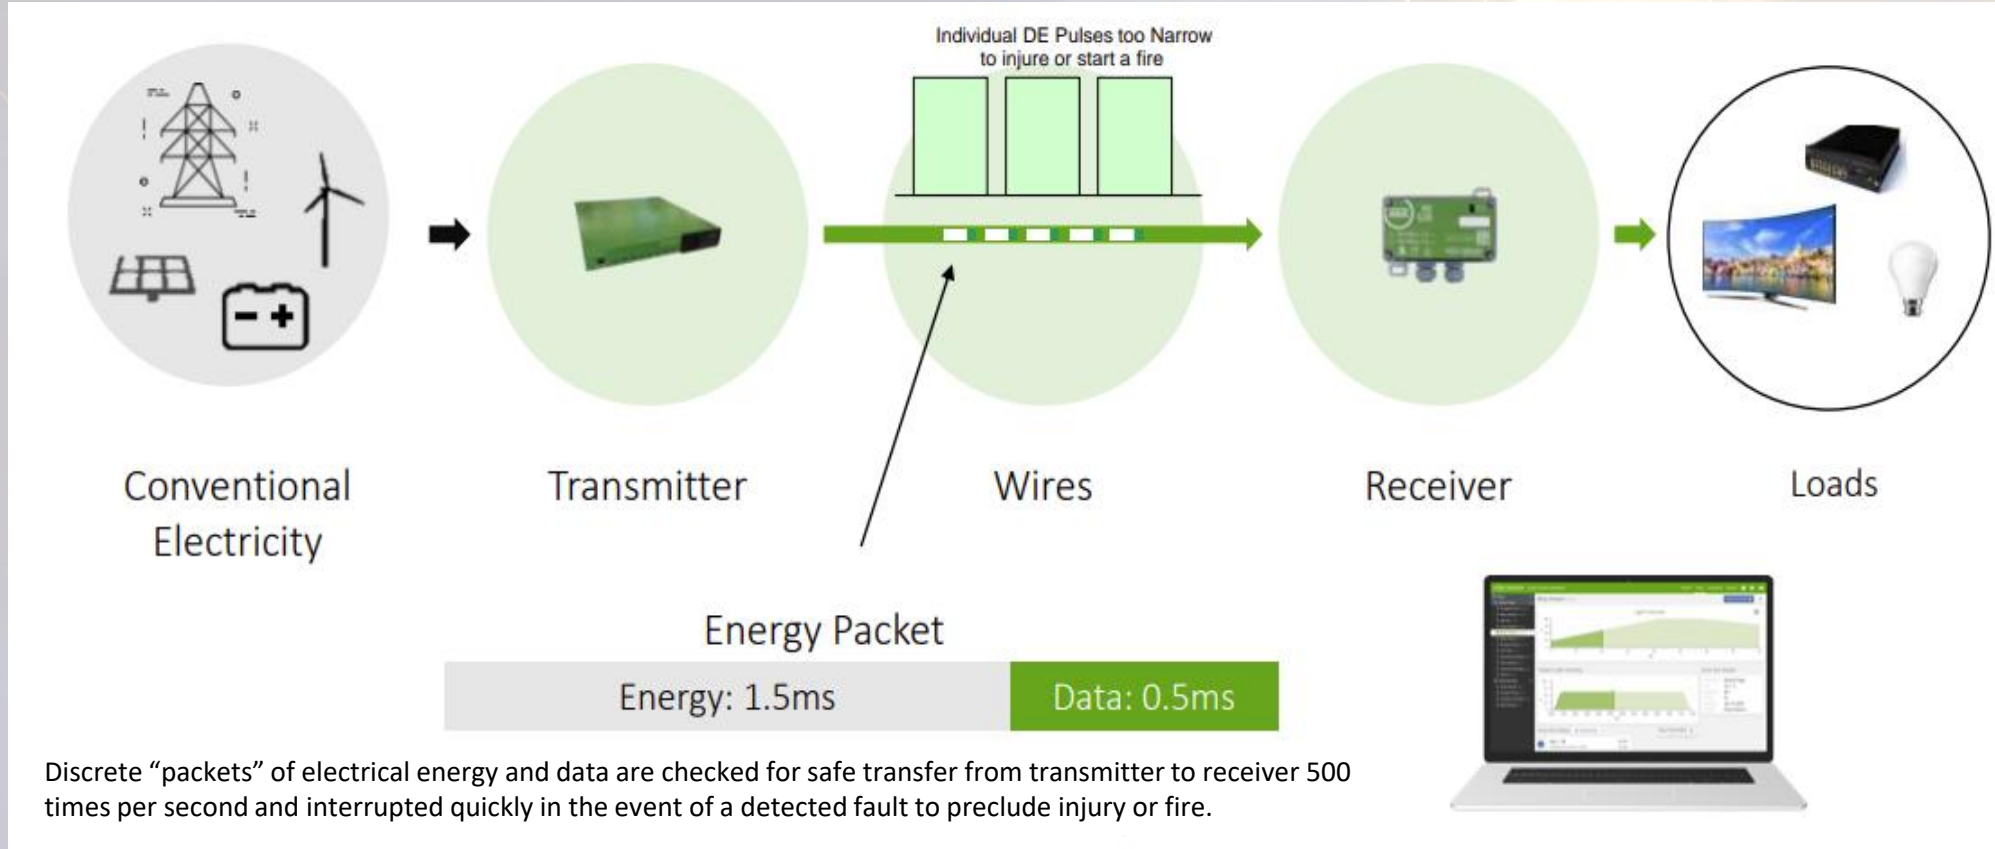 Individual DE Pulses too Narrow
to injure or start a fire
Conventional
Electricity
Transmitter
Wires
Receiver
Loads
Energy Packet
Energy: 1.5ms
Data: 0.5ms
Discrete “packets” of electrical energy and data are checked for safe transfer from transmitter to receiver 500
times per second and interrupted quickly in the event of a detected fault to preclude injury or fire.